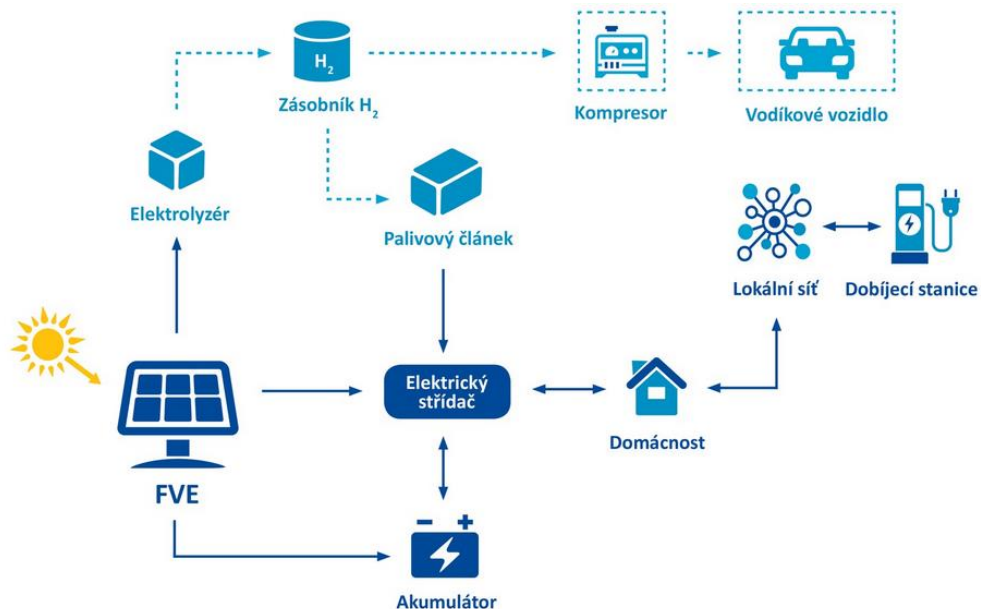 H₂
Zásobník H₂
Kompresor
Vodíkové vozidlo
Elektrolyzér
Palivový článek
Lokální síť
Dobíjecí stanice
Elektrický
střídač
Domácnost
FVE
Akumulátor